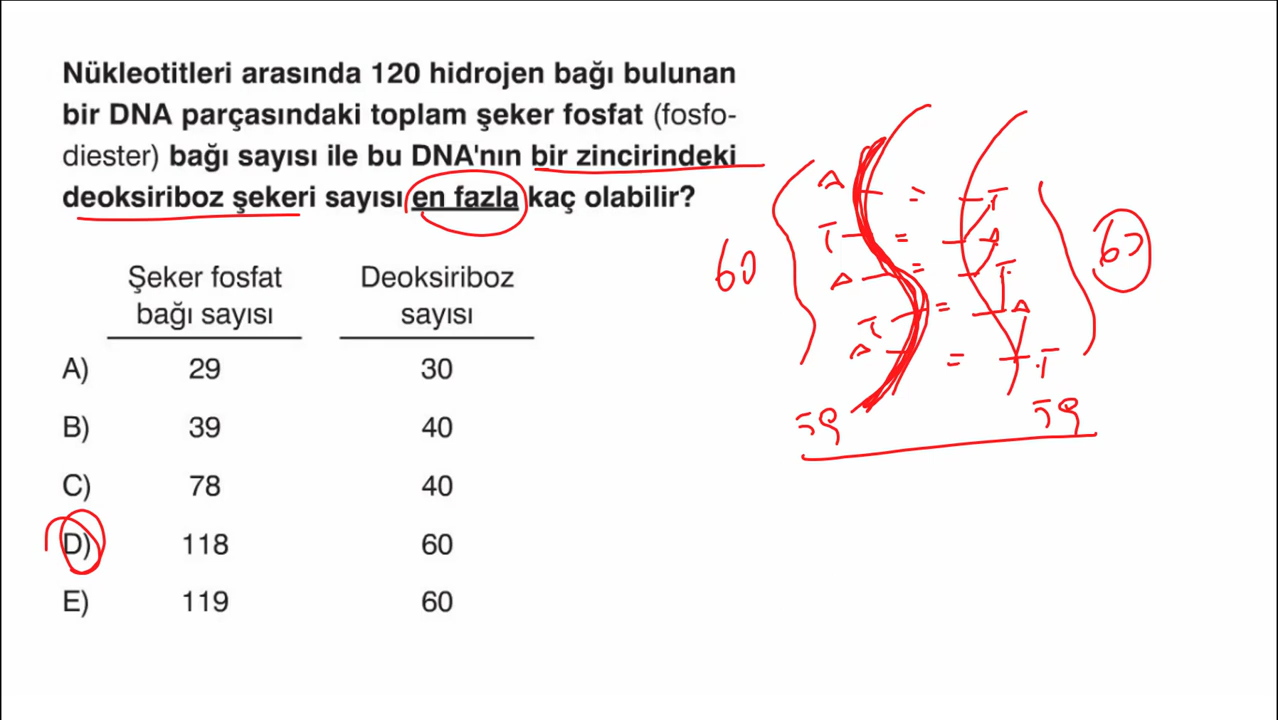 Nükleotitleri arasında 120 hidrojen bağı bulunan
bir DNA parçasındaki toplam şeker fosfat (fosfo-
diester) bağı sayısı ile bu DNA'nın bir zincirindeki
deoksiriboz şekeri sayısı en fazla kaç olabilir?
Şeker fosfat bağı sayısı
Deoksiriboz sayısı
A) 29 30
B) 39 40
C) 78 40
D) 118 60
E) 119 60
A = T
T = A
A = T
T = A
A = T
60 60
59 59